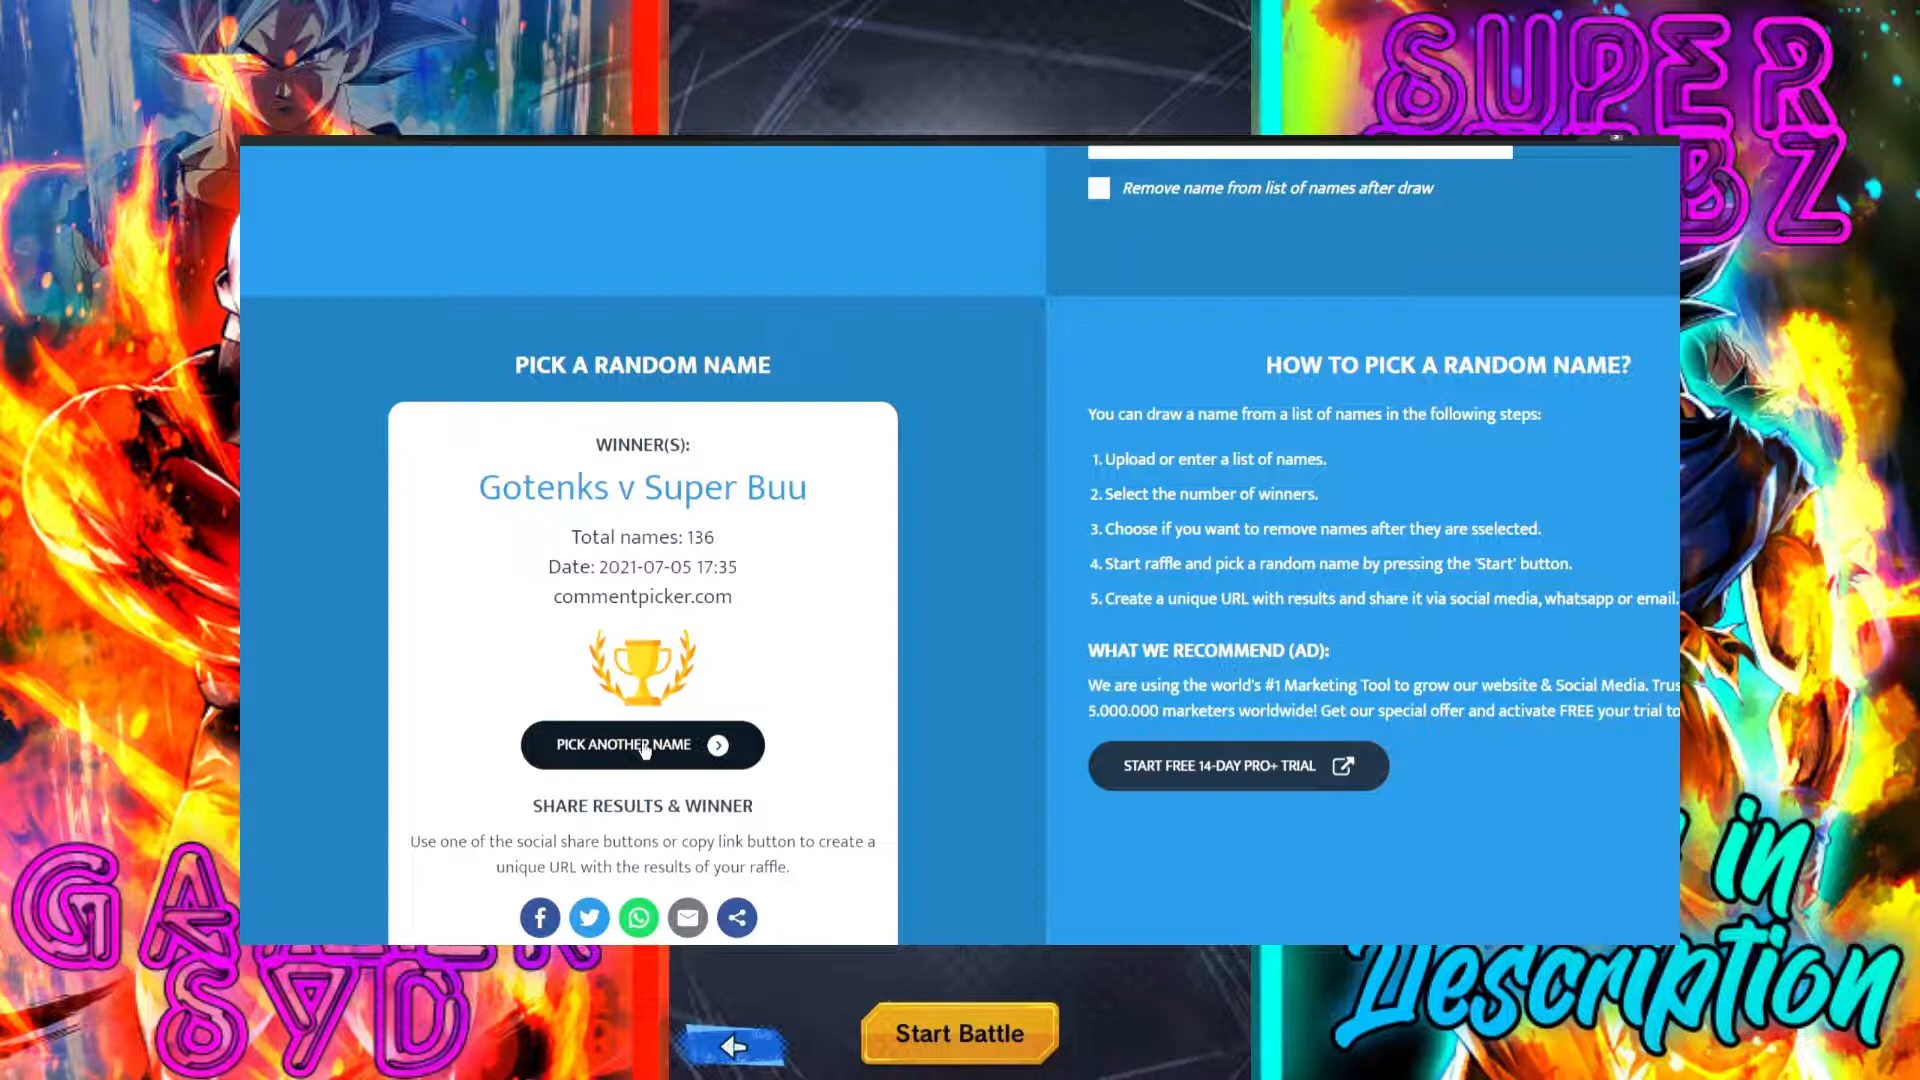 SUPER
BZ
Remove name from list of names after draw
PICK A RANDOM NAME
WINNER(S):
Gotenks v Super Buu
Total names: 136
Date: 2021-07-05 17:35
commentpicker.com
PICK ANOTHER NAME
SHARE RESULTS & WINNER
Use one of the social share buttons or copy link button to create a
unique URL with the results of your raffle.
HOW TO PICK A RANDOM NAME?
You can draw a name from a list of names in the following steps:
1. Upload or enter a list of names.
2. Select the number of winners.
3. Choose if you want to remove names after they are sselected.
4. Start raffle and pick a random name by pressing the 'Start' button.
5. Create a unique URL with results and share it via social media, whatsapp or email.
WHAT WE RECOMMEND (AD):
We are using the world's #1 Marketing Tool to grow our website & Social Media. Trus
5.000.000 marketers worldwide! Get our special offer and activate FREE your trial to
START FREE 14-DAY PRO+ TRIAL
GAMER
SYD
in
Description
Start Battle